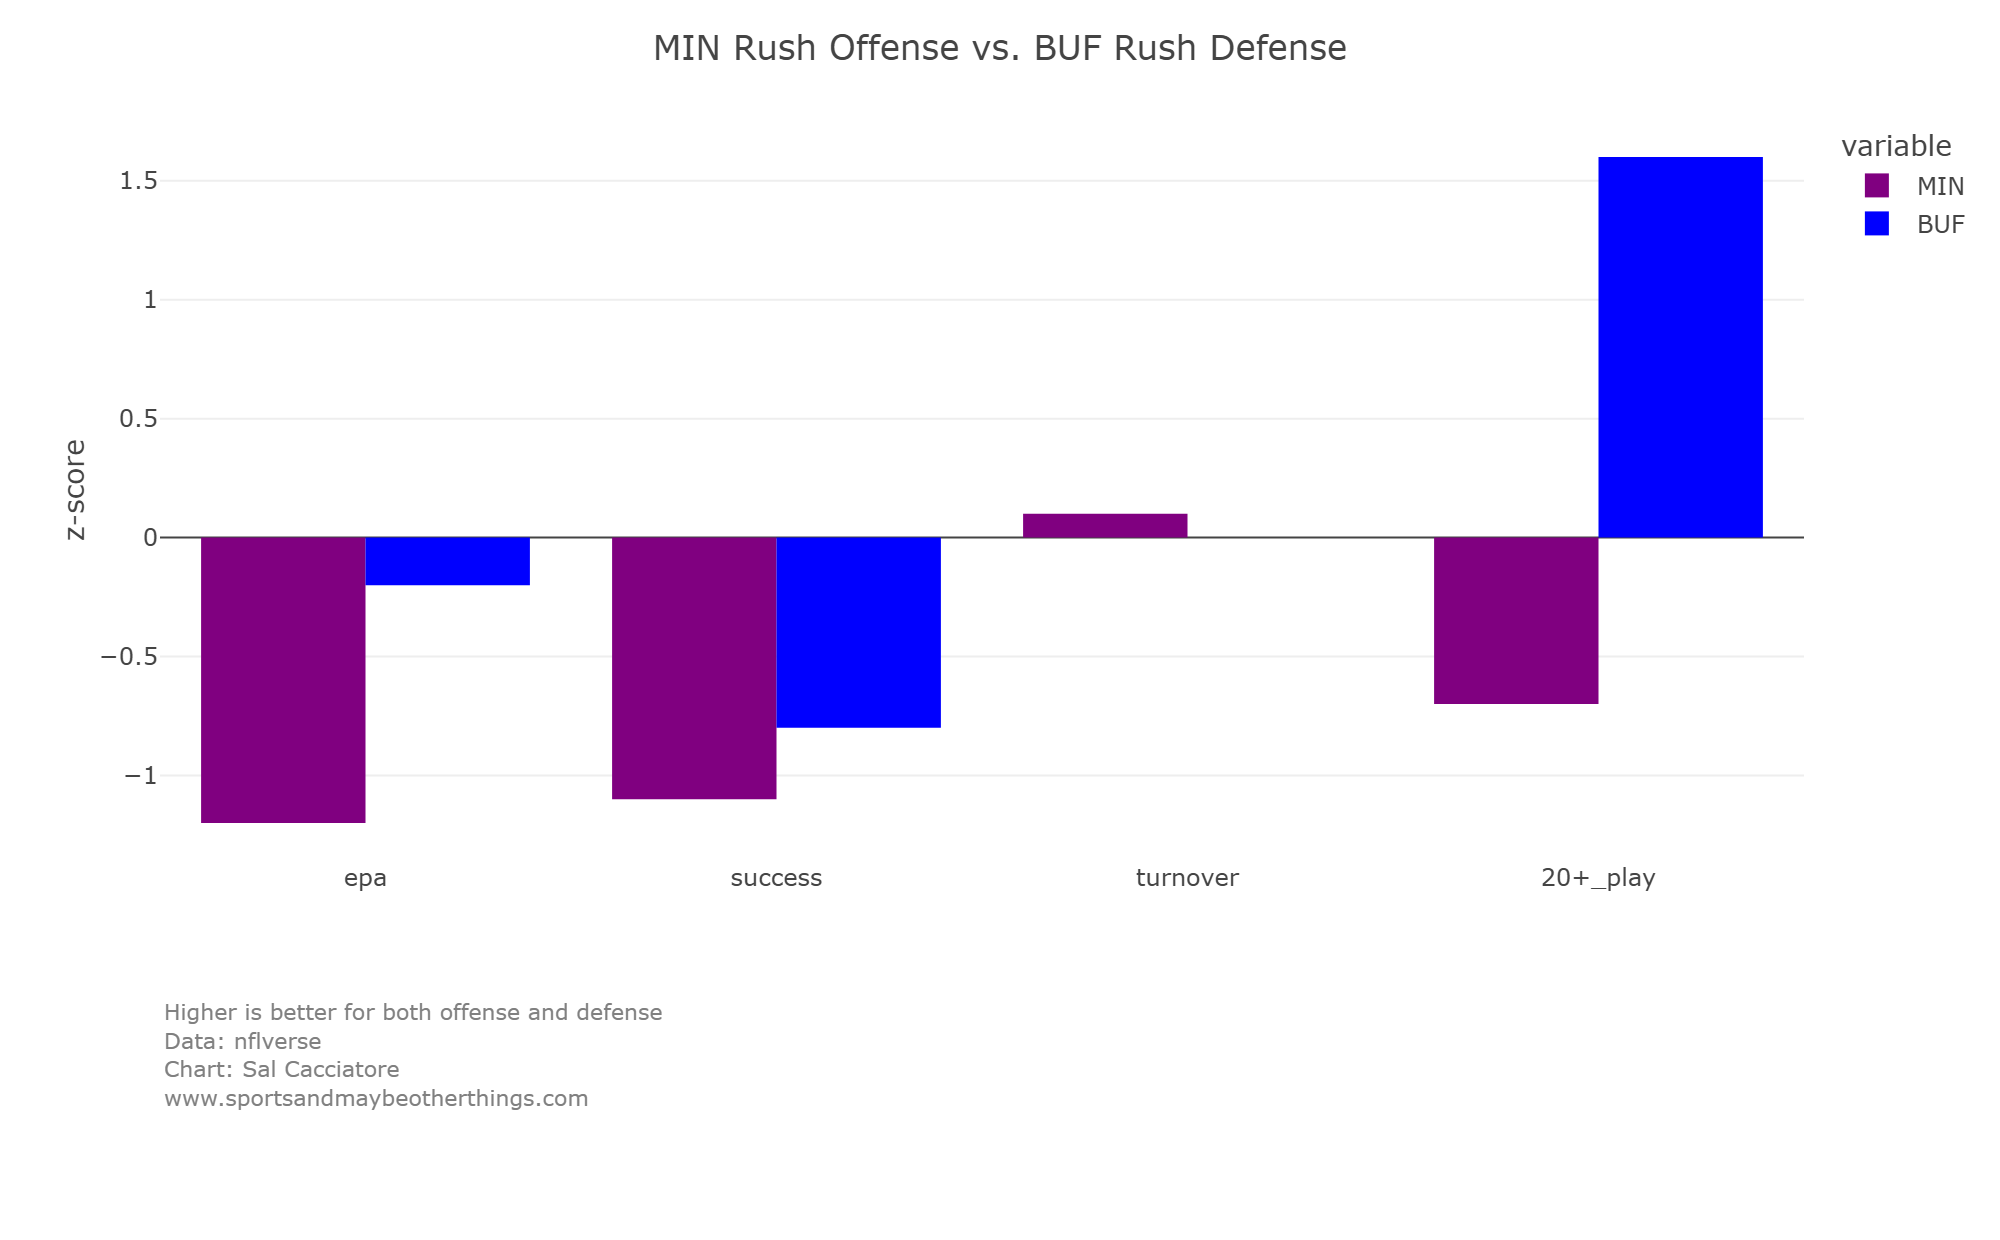 MIN Rush Offense vs. BUF Rush Defense
variable
MIN
BUF
z-score
1.5
1
0.5
0
−0.5
−1
epa
success
turnover
20+_play
Higher is better for both offense and defense
Data: nflverse
Chart: Sal Cacciatore
www.sportsandmaybeotherthings.com